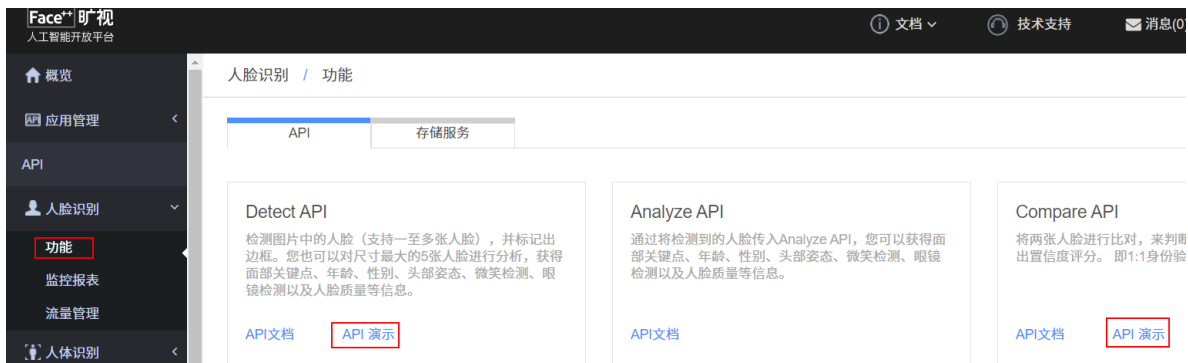 Face++ 旷视
人工智能开放平台
文档
技术支持
消息(0)
概览
API 应用管理
API
人脸识别
功能
监控报表
流量管理
人体识别
人脸识别 / 功能
API
存储服务
Detect API
检测图片中的人脸（支持一至多张人脸），并标记出
边框。您也可以对尺寸最大的5张人脸进行分析，获得
面部关键点、年龄、性别、头部姿态、微笑检测、眼
镜检测以及人脸质量等信息。
API文档
API 演示
Analyze API
通过将检测到的人脸传入Analyze API，您可以获得面
部关键点、年龄、性别、头部姿态、微笑检测、眼镜
检测以及人脸质量等信息。
API文档
Compare API
将两张人脸进行比对，来判断
出置信度评分。 即1:1身份验
API文档
API 演示